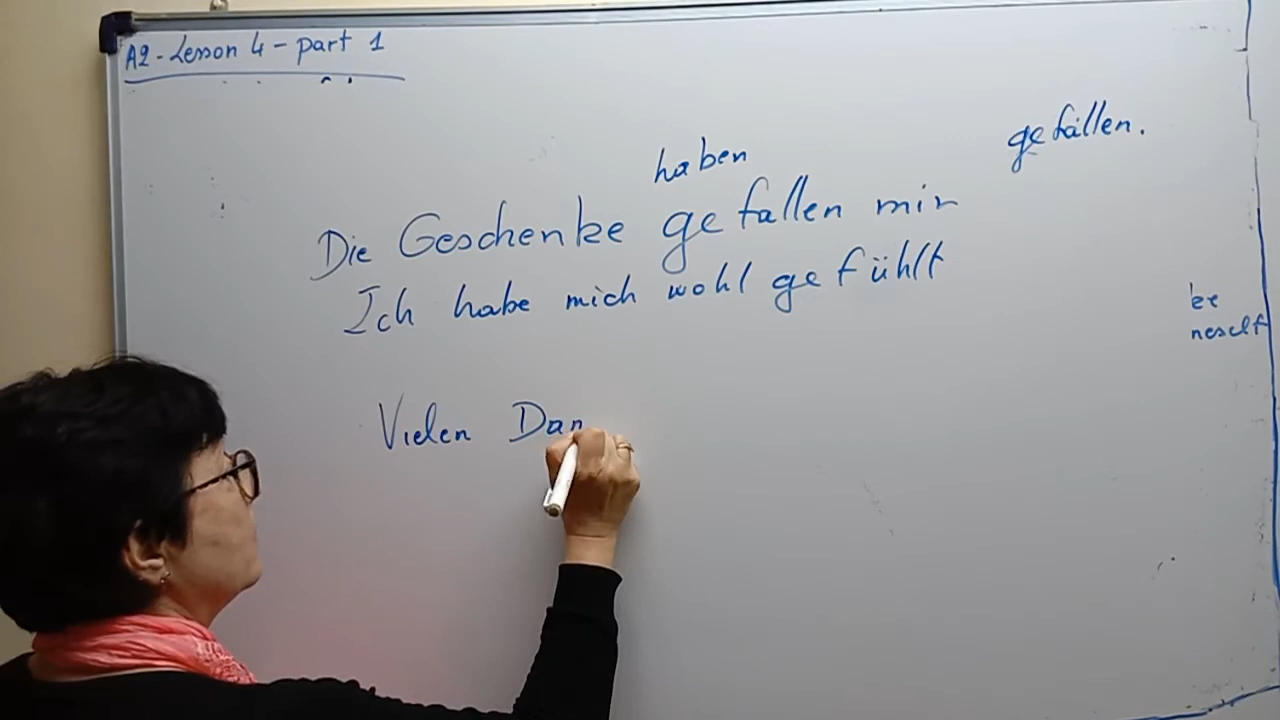 A2 - Lesson 4 - part 1
haben gefallen.
Die Geschenke gefallen mir
Ich habe mich wohl gefühlt
Vielen Dan